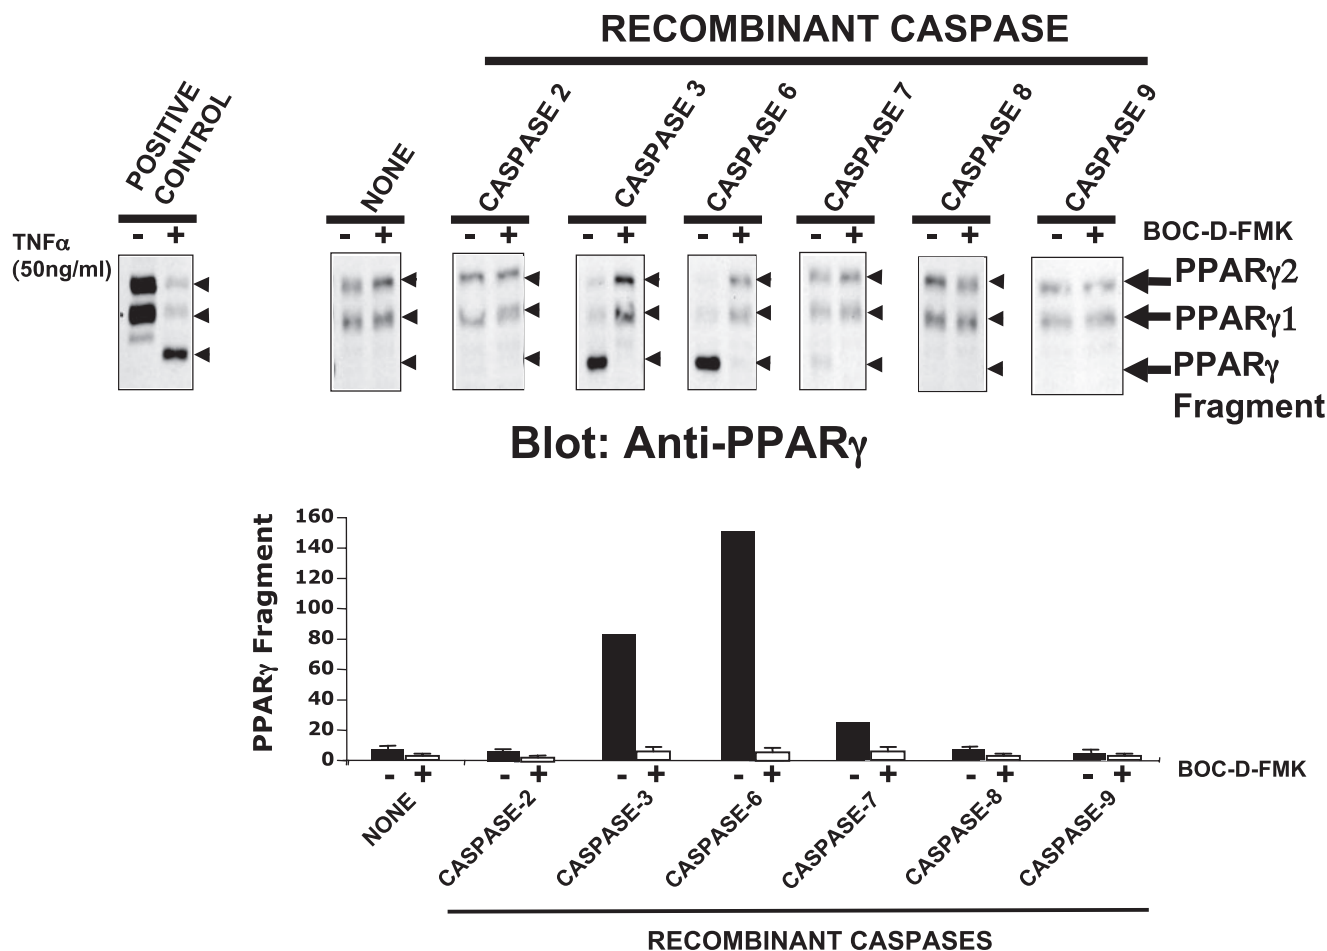 RECOMBINANT CASPASE
POSITIVE
CONTROL
NONE
CASPASE 2
CASPASE 3
CASPASE 6
CASPASE 7
CASPASE 8
CASPASE 9
TNFα
(50ng/ml)
- +
- +
- +
- +
- +
- +
- +
- +
BOC-D-FMK
PPARγ2
PPARγ1
PPARγ
Fragment
Blot: Anti-PPARγ
PPARγ Fragment
160
140
120
100
80
60
40
20
0
- +
- +
- +
- +
- +
- +
- +
BOC-D-FMK
NONE
CASPASE-2
CASPASE-3
CASPASE-6
CASPASE-7
CASPASE-8
CASPASE-9
RECOMBINANT CASPASES